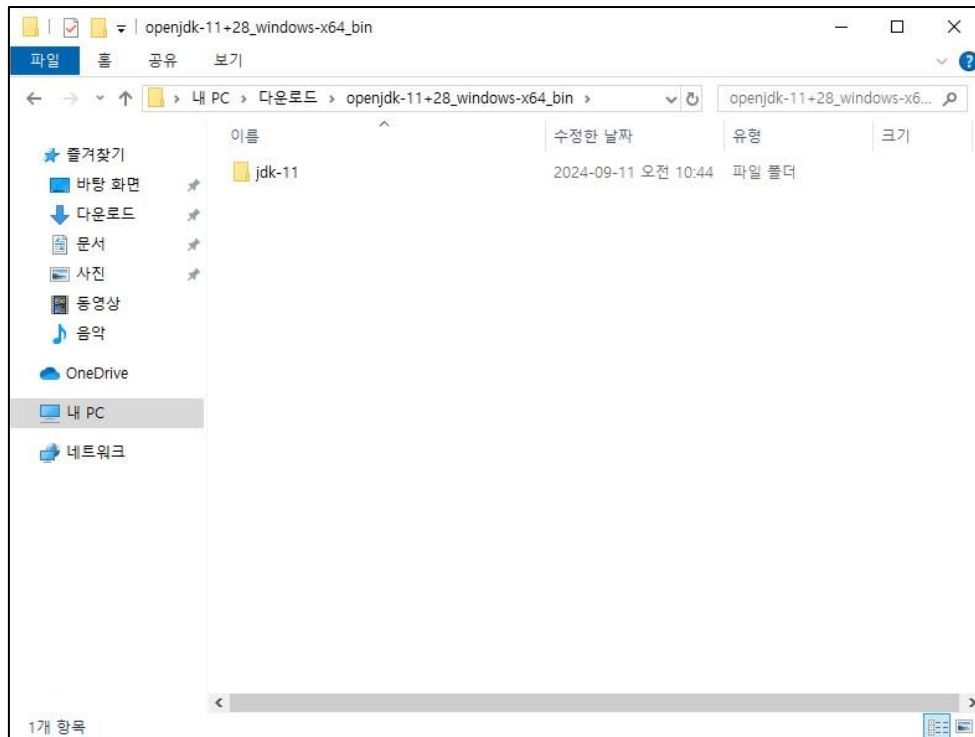 openjdk-11+28_windows-x64_bin
파일 홈 공유 보기
내 PC > 다운로드 > openjdk-11+28_windows-x64_bin >
openjdk-11+28_windows-x6...
이름 수정한 날짜 유형 크기
jdk-11 2024-09-11 오전 10:44 파일 폴더
즐겨찾기
바탕 화면
다운로드
문서
사진
동영상
음악
OneDrive
내 PC
네트워크
1개 항목